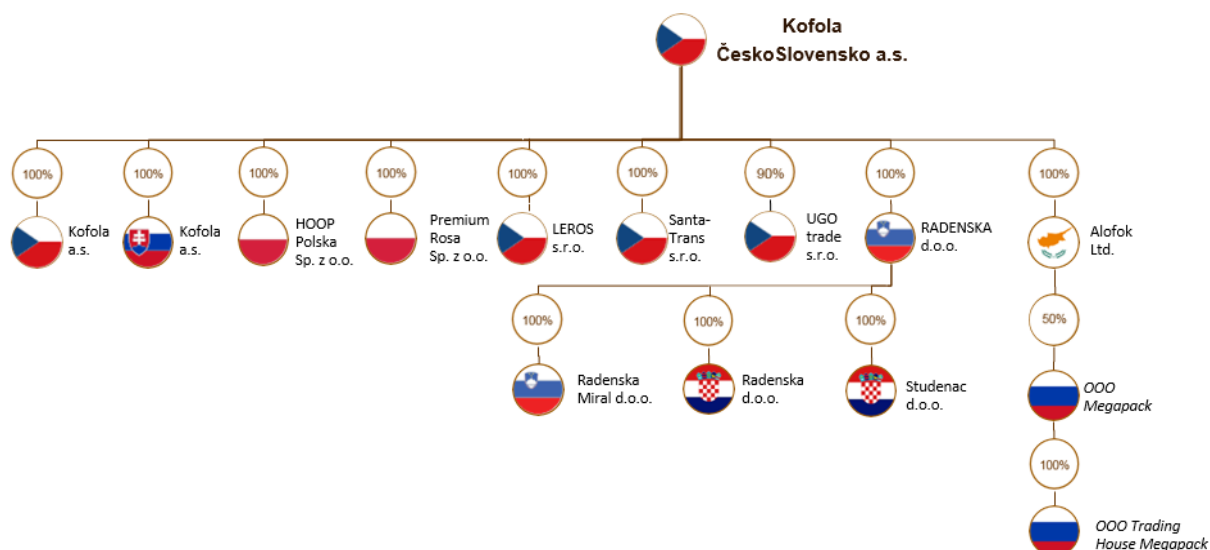 Kofola
ČeskoSlovensko a.s.
100%
100%
100%
100%
100%
100%
90%
100%
100%
Kofola
a.s.
Kofola
a.s.
HOOP
Polska
Sp. z o.o.
Premium
Rosa
Sp. z o.o.
LEROS
s.r.o.
Santa-
Trans
s.r.o.
UGO
trade
s.r.o.
RADENSKA
d.o.o.
Alofok
Ltd.
100%
100%
100%
50%
Radenska
Miral d.o.o.
Radenska
d.o.o.
Studenac
d.o.o.
OOO
Megapack
100%
OOO Trading
House Megapack